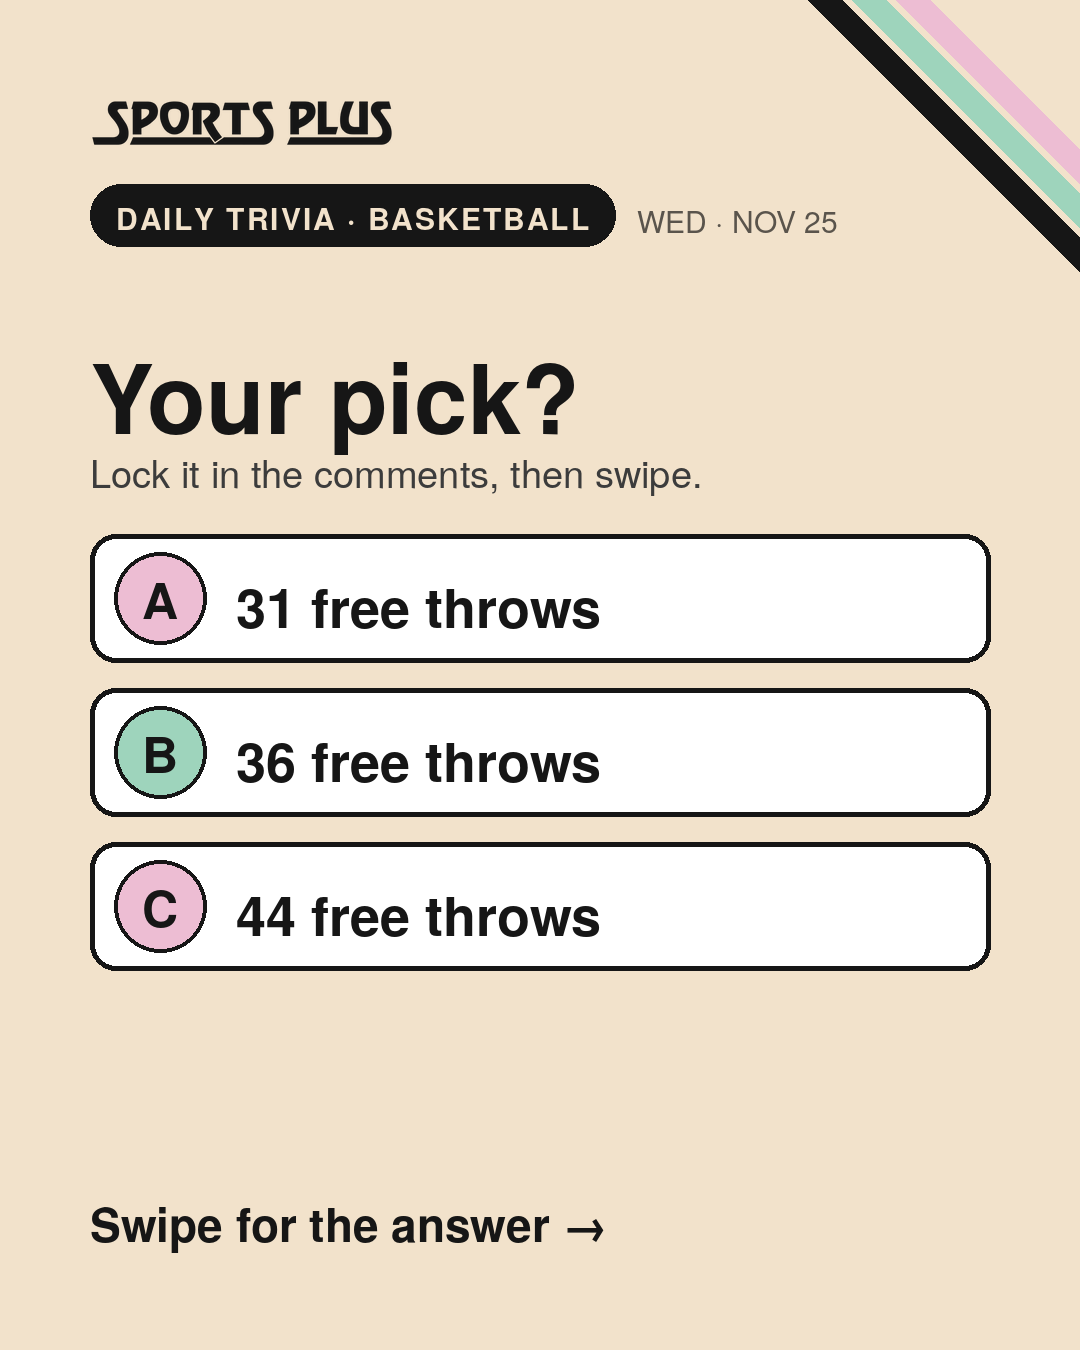 SPORTS PLUS
DAILY TRIVIA · BASKETBALL
WED · NOV 25
Your pick?
Lock it in the comments, then swipe.
A 31 free throws
B 36 free throws
C 44 free throws
Swipe for the answer →